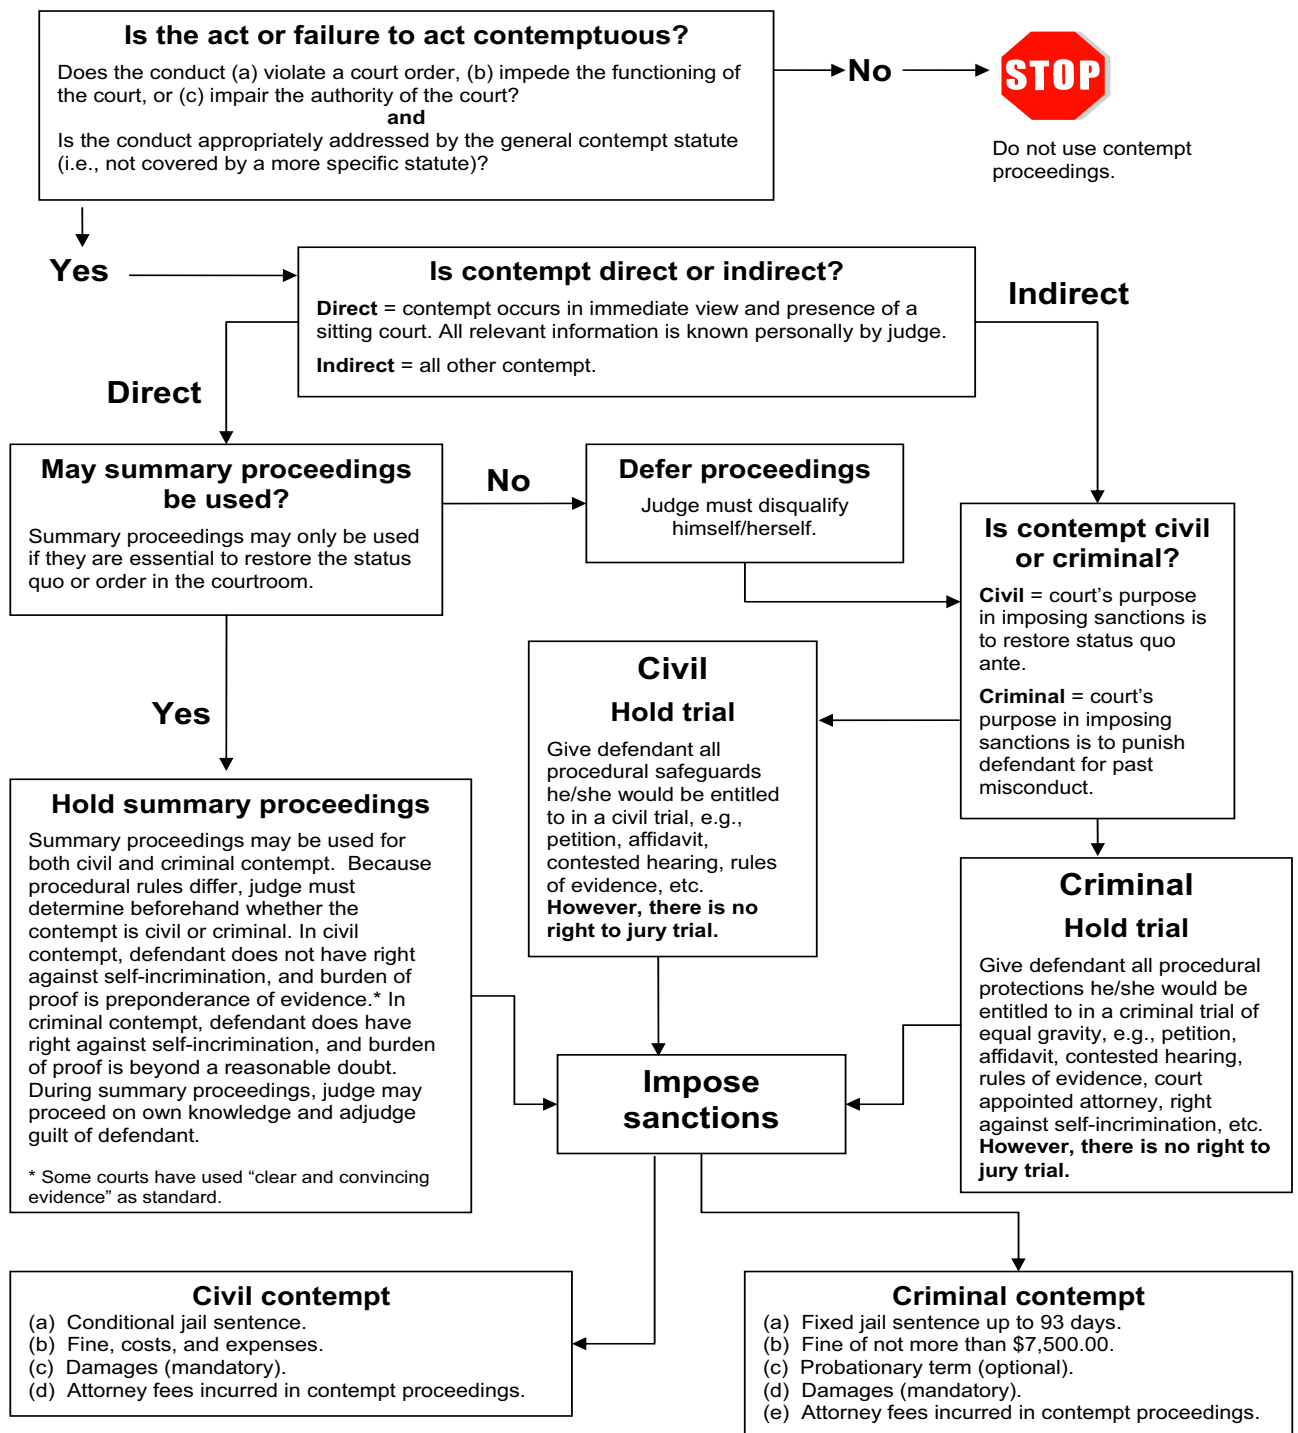 Is the act or failure to act contemptuous?
Does the conduct (a) violate a court order, (b) impede the functioning of
the court, or (c) impair the authority of the court?
and
Is the conduct appropriately addressed by the general contempt statute
(i.e., not covered by a more specific statute)?
No
STOP
Do not use contempt
proceedings.
Yes
Is contempt direct or indirect?
Direct = contempt occurs in immediate view and presence of a
sitting court. All relevant information is known personally by judge.
Indirect = all other contempt.
Indirect
Direct
May summary proceedings
be used?
Summary proceedings may only be used
if they are essential to restore the status
quo or order in the courtroom.
No
Defer proceedings
Judge must disqualify
himself/herself.
Is contempt civil
or criminal?
Civil = court’s purpose
in imposing sanctions is
to restore status quo
ante.
Criminal = court’s
purpose in imposing
sanctions is to punish
defendant for past
misconduct.
Yes
Civil
Hold trial
Give defendant all
procedural safeguards
he/she would be entitled
to in a civil trial, e.g.,
petition, affidavit,
contested hearing, rules
of evidence, etc.
However, there is no
right to jury trial.
Hold summary proceedings
Summary proceedings may be used for
both civil and criminal contempt.  Because
procedural rules differ, judge must
determine beforehand whether the
contempt is civil or criminal. In civil
contempt, defendant does not have right
against self-incrimination, and burden of
proof is preponderance of evidence.* In
criminal contempt, defendant does have
right against self-incrimination, and burden
of proof is beyond a reasonable doubt.
During summary proceedings, judge may
proceed on own knowledge and adjudge
guilt of defendant.
* Some courts have used “clear and convincing
evidence” as standard.
Criminal
Hold trial
Give defendant all procedural
protections he/she would be
entitled to in a criminal trial of
equal gravity, e.g., petition,
affidavit, contested hearing,
rules of evidence, court
appointed attorney, right
against self-incrimination, etc.
However, there is no right to
jury trial.
Impose
sanctions
Civil contempt
(a) Conditional jail sentence.
(b) Fine, costs, and expenses.
(c) Damages (mandatory).
(d) Attorney fees incurred in contempt proceedings.
Criminal contempt
(a) Fixed jail sentence up to 93 days.
(b) Fine of not more than $7,500.00.
(c) Probationary term (optional).
(d) Damages (mandatory).
(e) Attorney fees incurred in contempt proceedings.